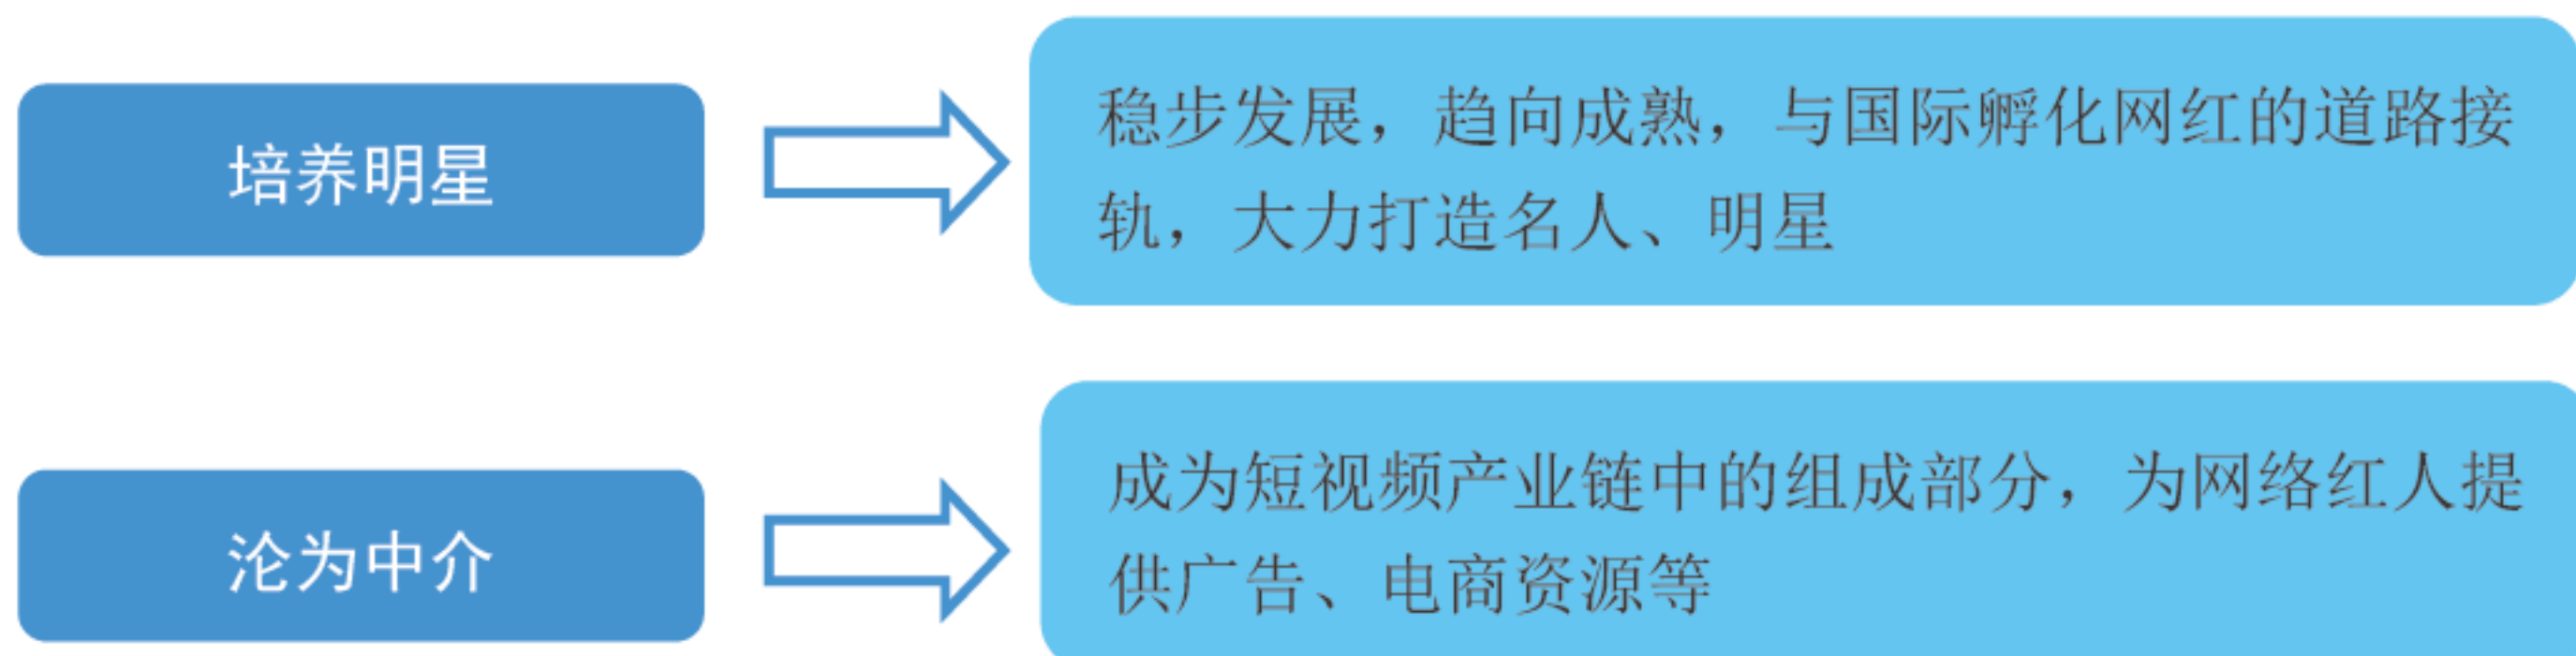 培养明星
稳步发展，趋向成熟，与国际孵化网红的道路接
轨，大力打造名人、明星
沦为中介
成为短视频产业链中的组成部分，为网络红人提
供广告、电商资源等